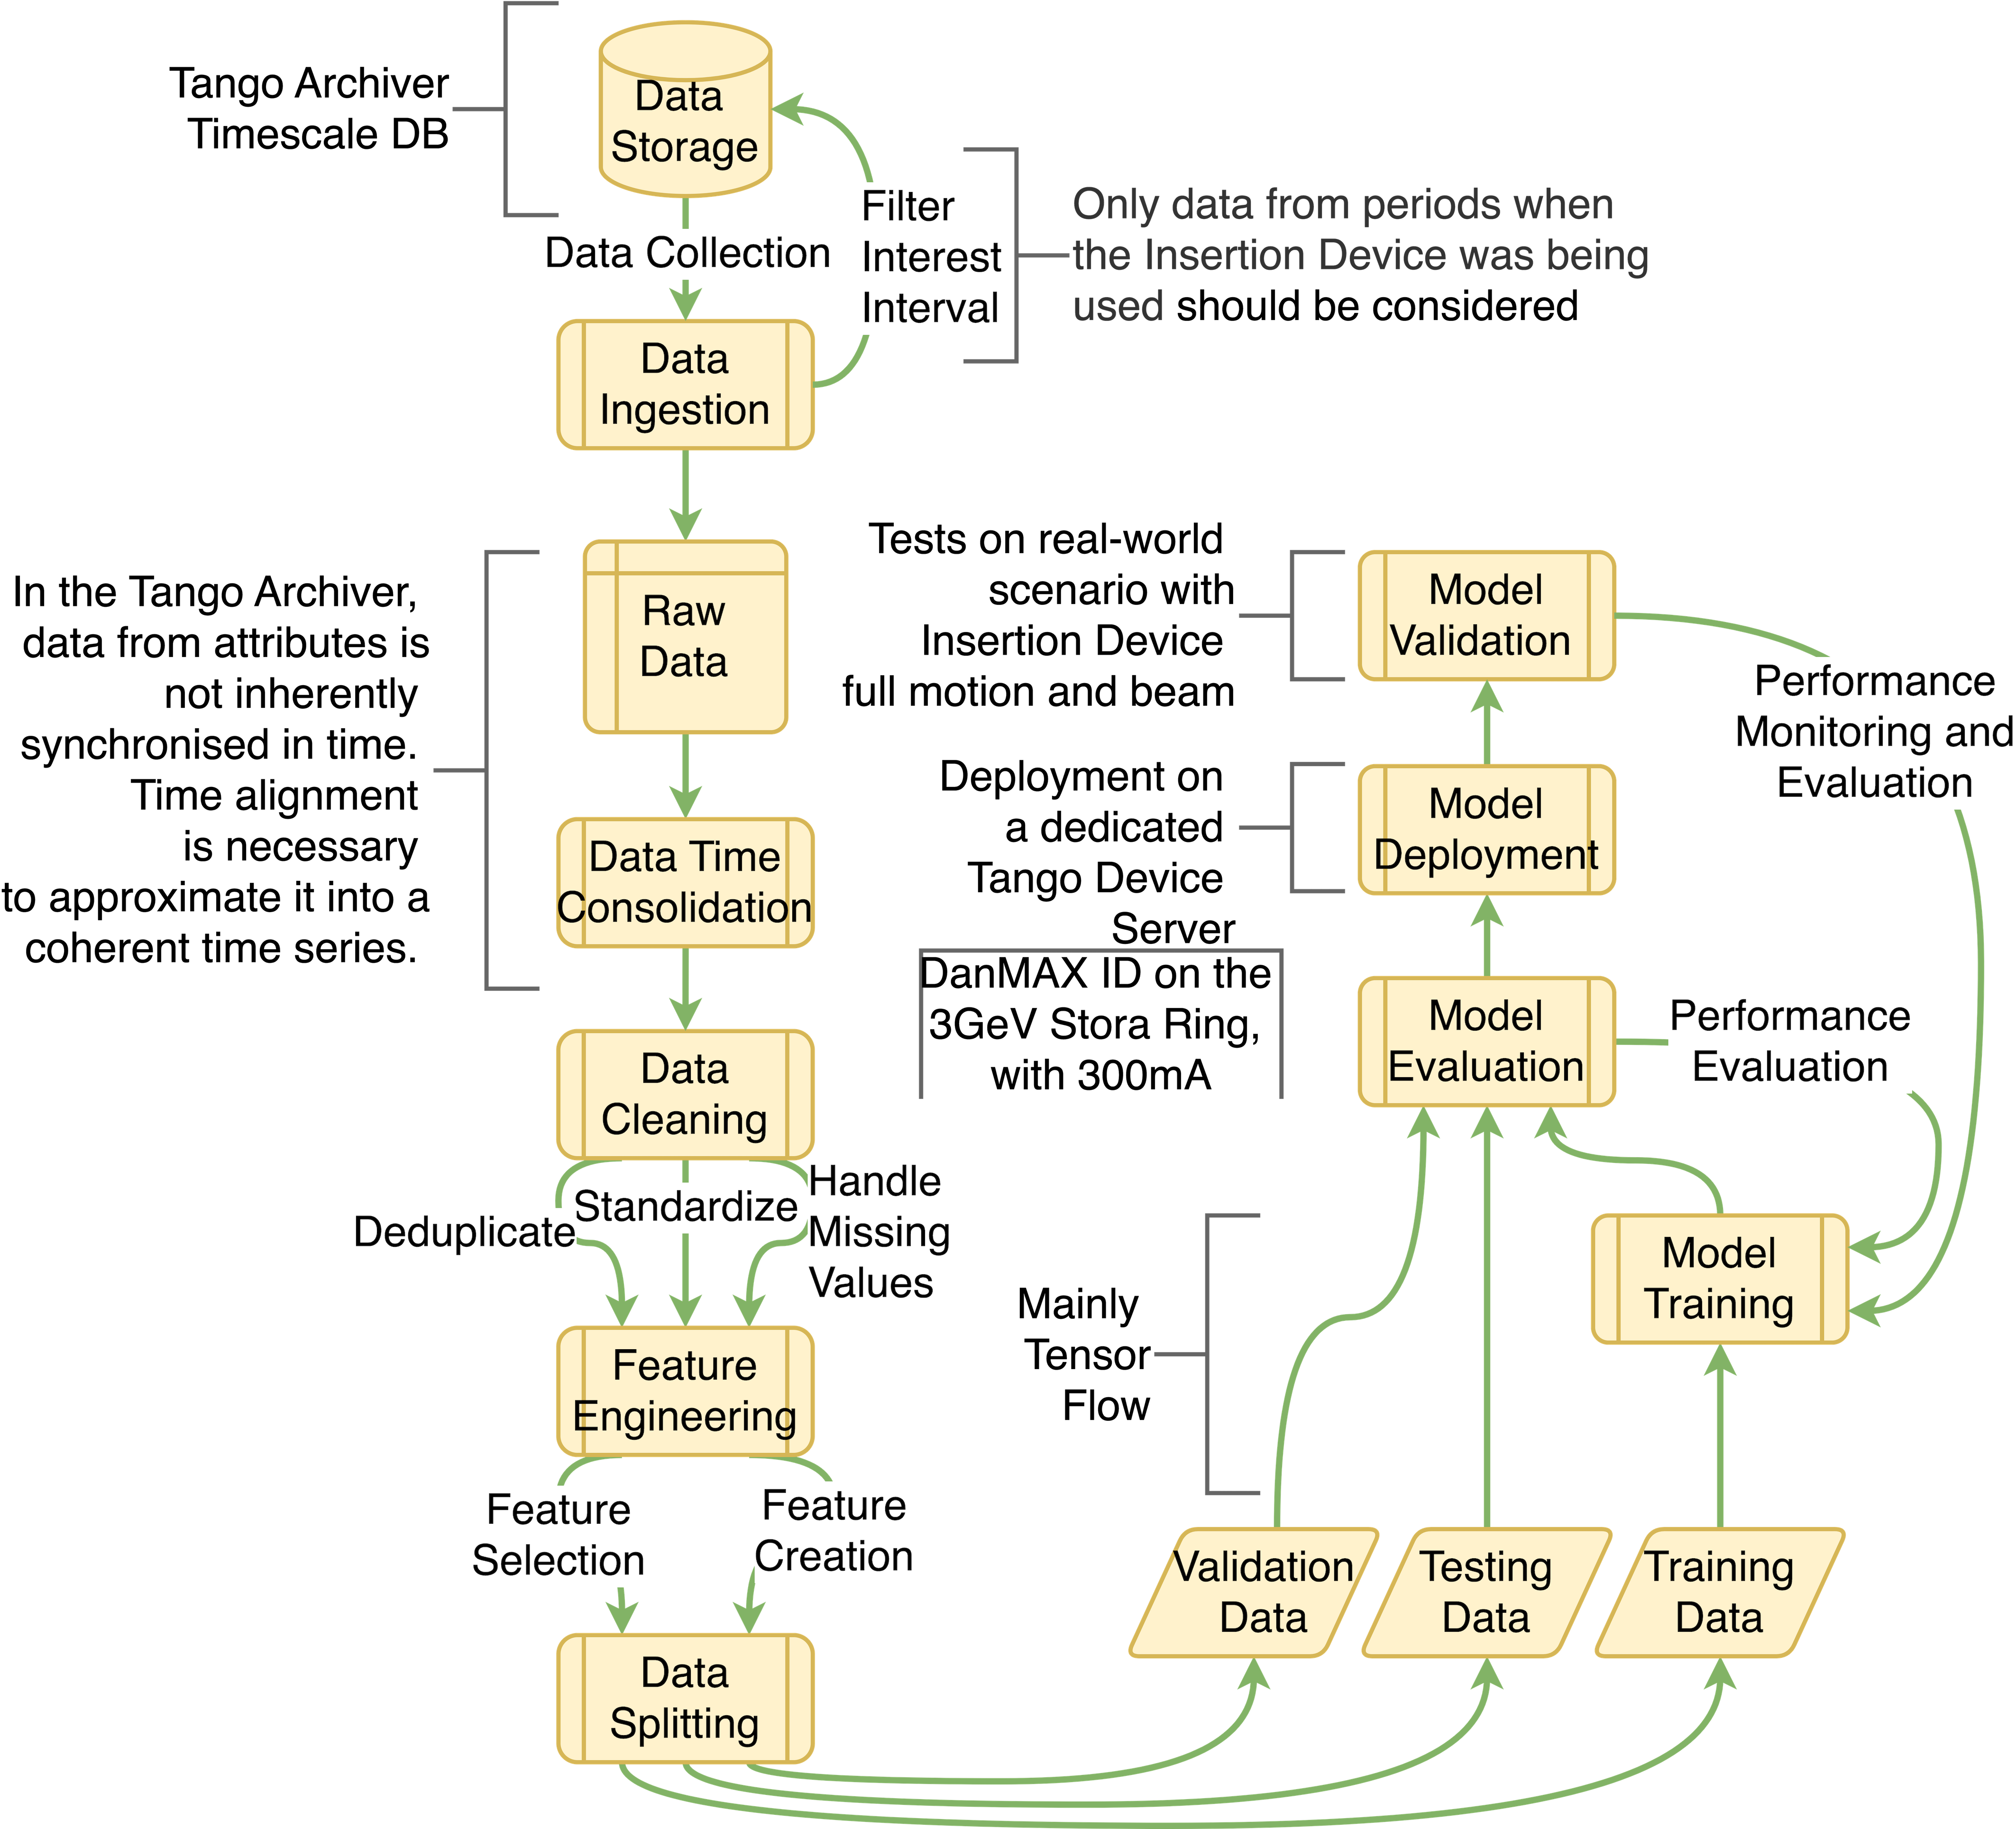 Tango Archiver
Timescale DB
Data
Storage
Data Collection
Filter
Interest
Interval
Only data from periods when
the Insertion Device was being
used should be considered
Data
Ingestion
In the Tango Archiver,
data from attributes is
not inherently
synchronised in time.
Time alignment
is necessary
to approximate it into a
coherent time series.
Raw
Data
Data Time
Consolidation
Data
Cleaning
Deduplicate
Standardize
Handle
Missing
Values
Feature
Engineering
Feature
Selection
Feature
Creation
Data
Splitting
Tests on real-world
scenario with
Insertion Device
full motion and beam
Model
Validation
Performance
Monitoring and
Evaluation
Deployment on
a dedicated
Tango Device
Server
Model
Deployment
DanMAX ID on the
3GeV Stora Ring,
with 300mA
Model
Evaluation
Performance
Evaluation
Model
Training
Mainly
Tensor
Flow
Validation
Data
Testing
Data
Training
Data